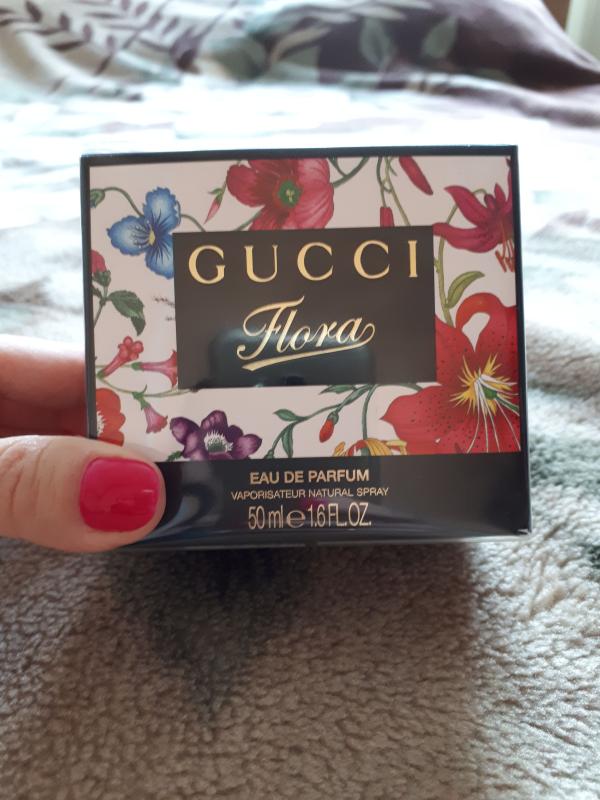 GUCCI
Flora
EAU DE PARFUM
VAPORISATEUR NATURAL SPRAY
50 ml ℮ 1.6 FL. OZ.